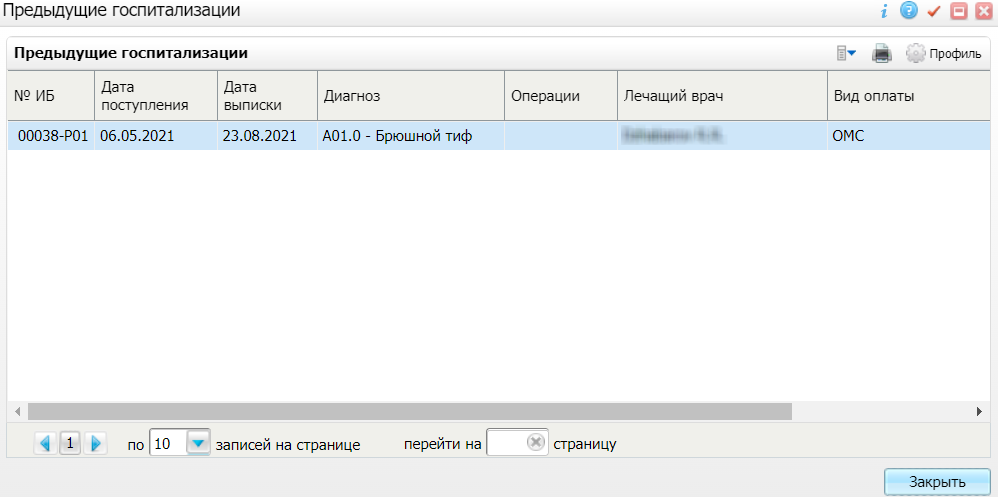 Предыдущие госпитализации
Предыдущие госпитализации
Профиль
№ ИБ
Дата поступления
Дата выписки
Диагноз
Операции
Лечащий врач
Вид оплаты
00038-Р01
06.05.2021
23.08.2021
A01.0 - Брюшной тиф
ОМС
1
по 10 записей на странице
перейти на страницу
Закрыть